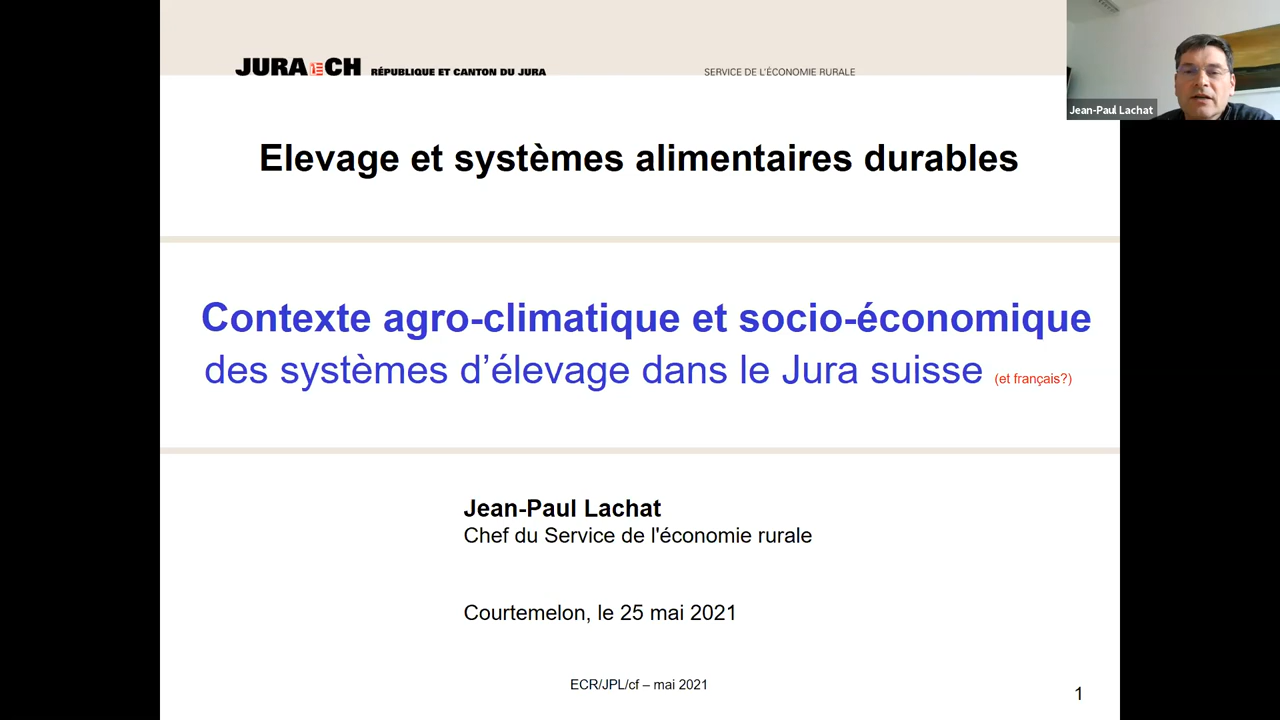 JURA CH RÉPUBLIQUE ET CANTON DU JURA
SERVICE DE L'ÉCONOMIE RURALE
Jean-Paul Lachat
Elevage et systèmes alimentaires durables
Contexte agro-climatique et socio-économique
des systèmes d’élevage dans le Jura suisse (et français?)
Jean-Paul Lachat
Chef du Service de l'économie rurale
Courtemelon, le 25 mai 2021
ECR/JPL/cf – mai 2021
1